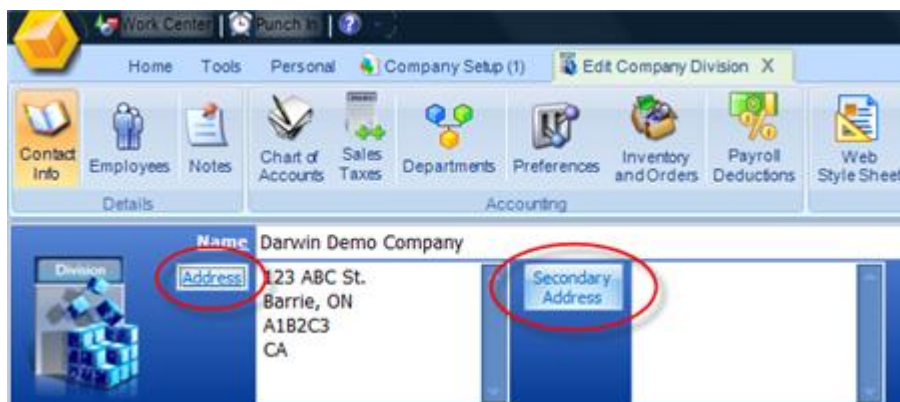 Work Center Punch In
Home Tools Personal Company Setup (1) Edit Company Division X
Contact Info Employees Notes Chart of Accounts Sales Taxes Departments Preferences Inventory and Orders Payroll Deductions Web Style Sheet
Details Accounting
Name Darwin Demo Company
Division
Address 123 ABC St. Secondary Address
Barrie, ON
A1B2C3
CA